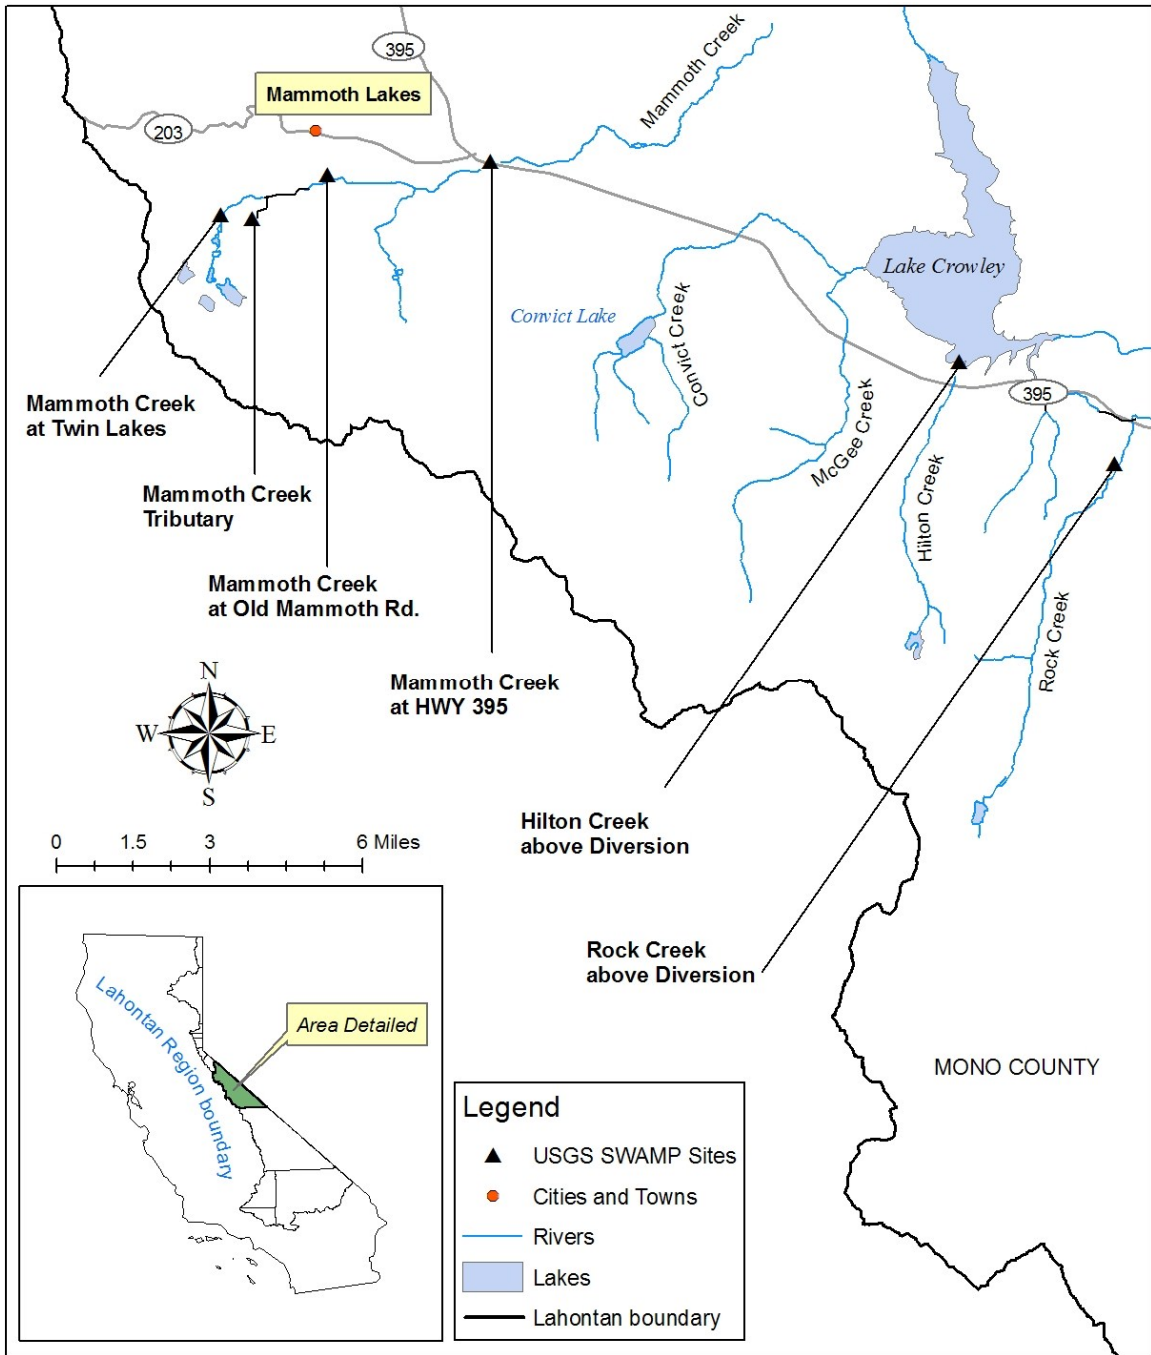 395
Mammoth Creek
Mammoth Lakes
203
Lake Crowley
Convict Lake
Convict Creek
McGee Creek
395
Mammoth Creek
at Twin Lakes
Mammoth Creek
Tributary
Hilton Creek
Mammoth Creek
at Old Mammoth Rd.
Rock Creek
Mammoth Creek
at HWY 395
N
W
E
S
Hilton Creek
above Diversion
0 1.5 3 6 Miles
Rock Creek
above Diversion
Lahontan Region boundary
Area Detailed
MONO COUNTY
Legend
USGS SWAMP Sites
Cities and Towns
Rivers
Lakes
Lahontan boundary